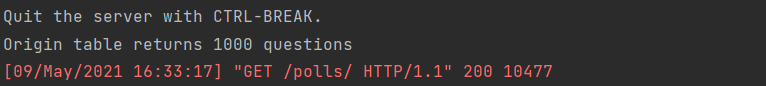 Quit the server with CTRL-BREAK.
Origin table returns 1000 questions
[09/May/2021 16:33:17] "GET /polls/ HTTP/1.1" 200 10477